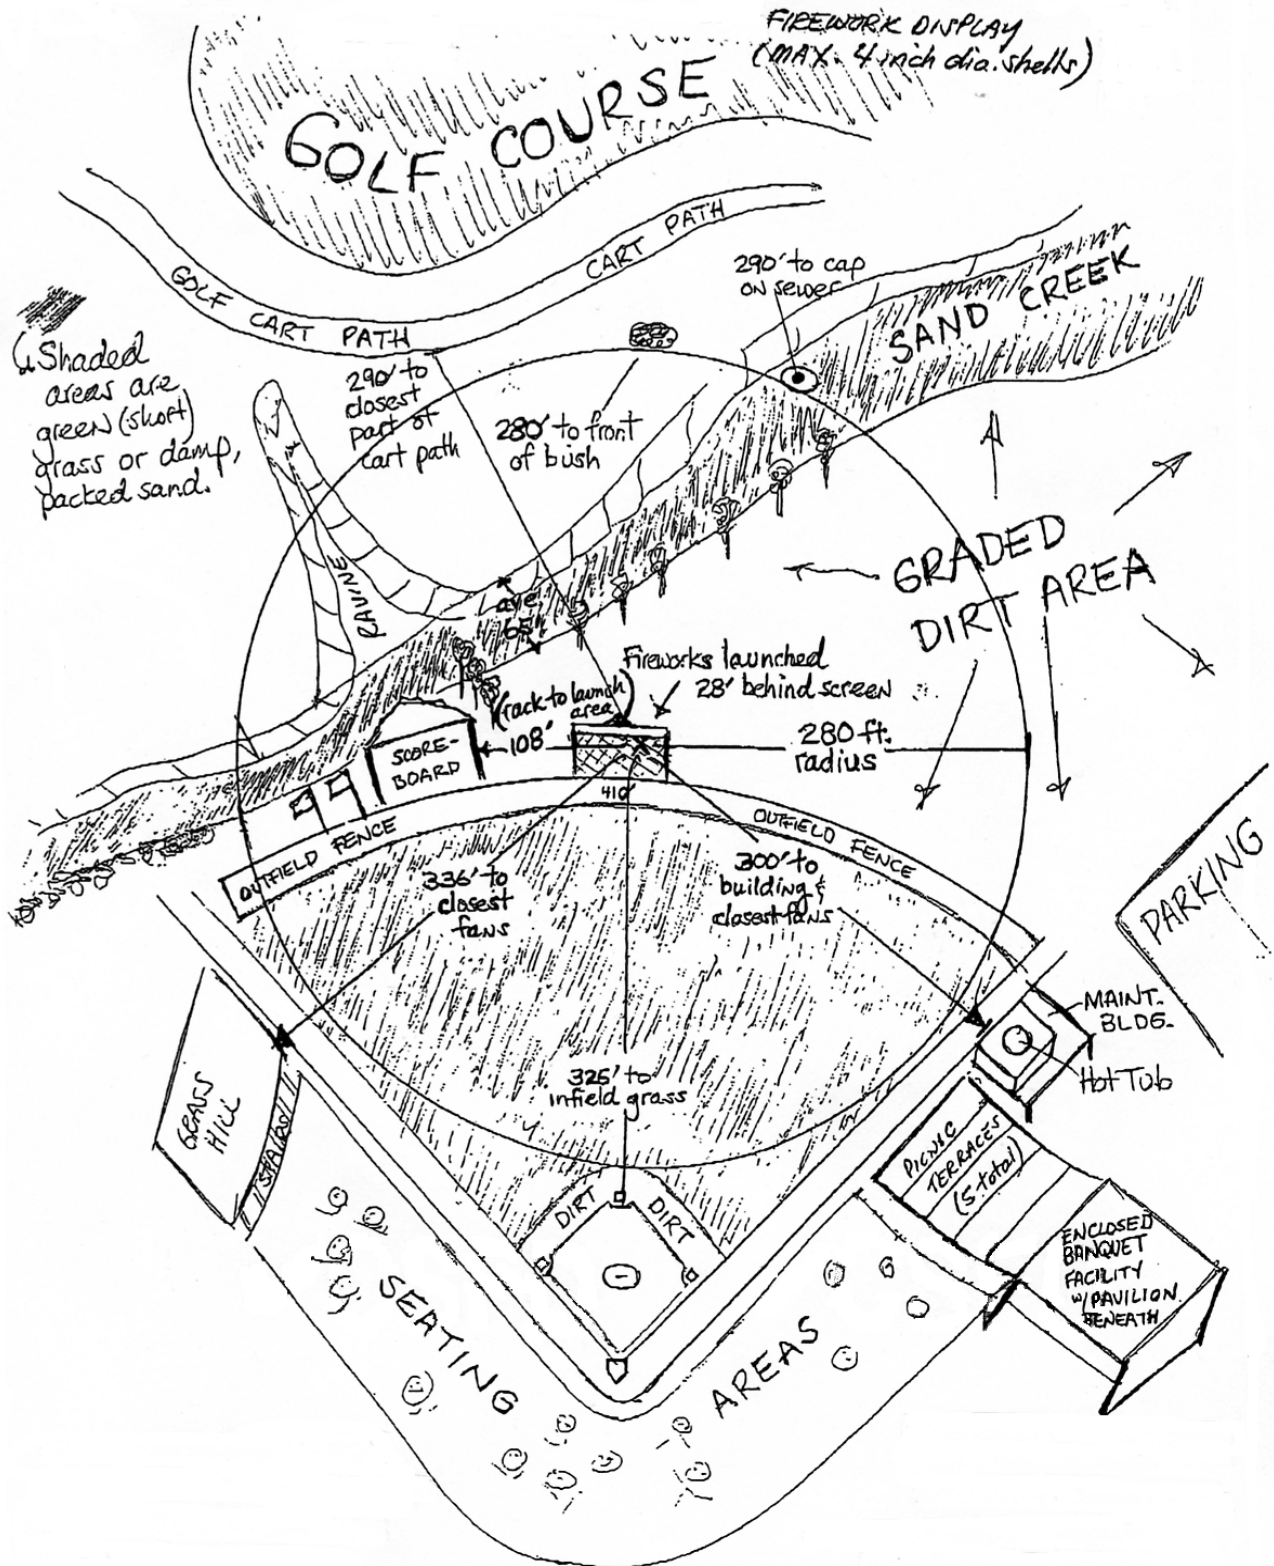 FIREWORK DISPLAY
(MAX. 4 inch dia. shells)
GOLF COURSE
GOLF CART PATH
CART PATH
290' to cap
on sewer
SAND CREEK
Shaded
areas are
green (short)
grass or damp,
packed sand.
290' to
closest
part of
cart path
280' to front
of bush
RAVINE
ave
65'
GRADED
DIRT AREA
Fireworks launched
28' behind screen
(rack to launch
area)
108'
280 ft.
radius
SCORE-
BOARD
410'
OUTFIELD FENCE
OUTFIELD FENCE
PARKING
336' to
closest
fans
300' to
building &
closest fans
MAINT.
BLDG.
Hot Tub
325' to
infield grass
GRASS
HILL
STAIRS
PICNIC
TERRACES
(5 total)
DIRT
DIRT
ENCLOSED
BANQUET
FACILITY
W/PAVILION
BENEATH
SEATING
AREAS